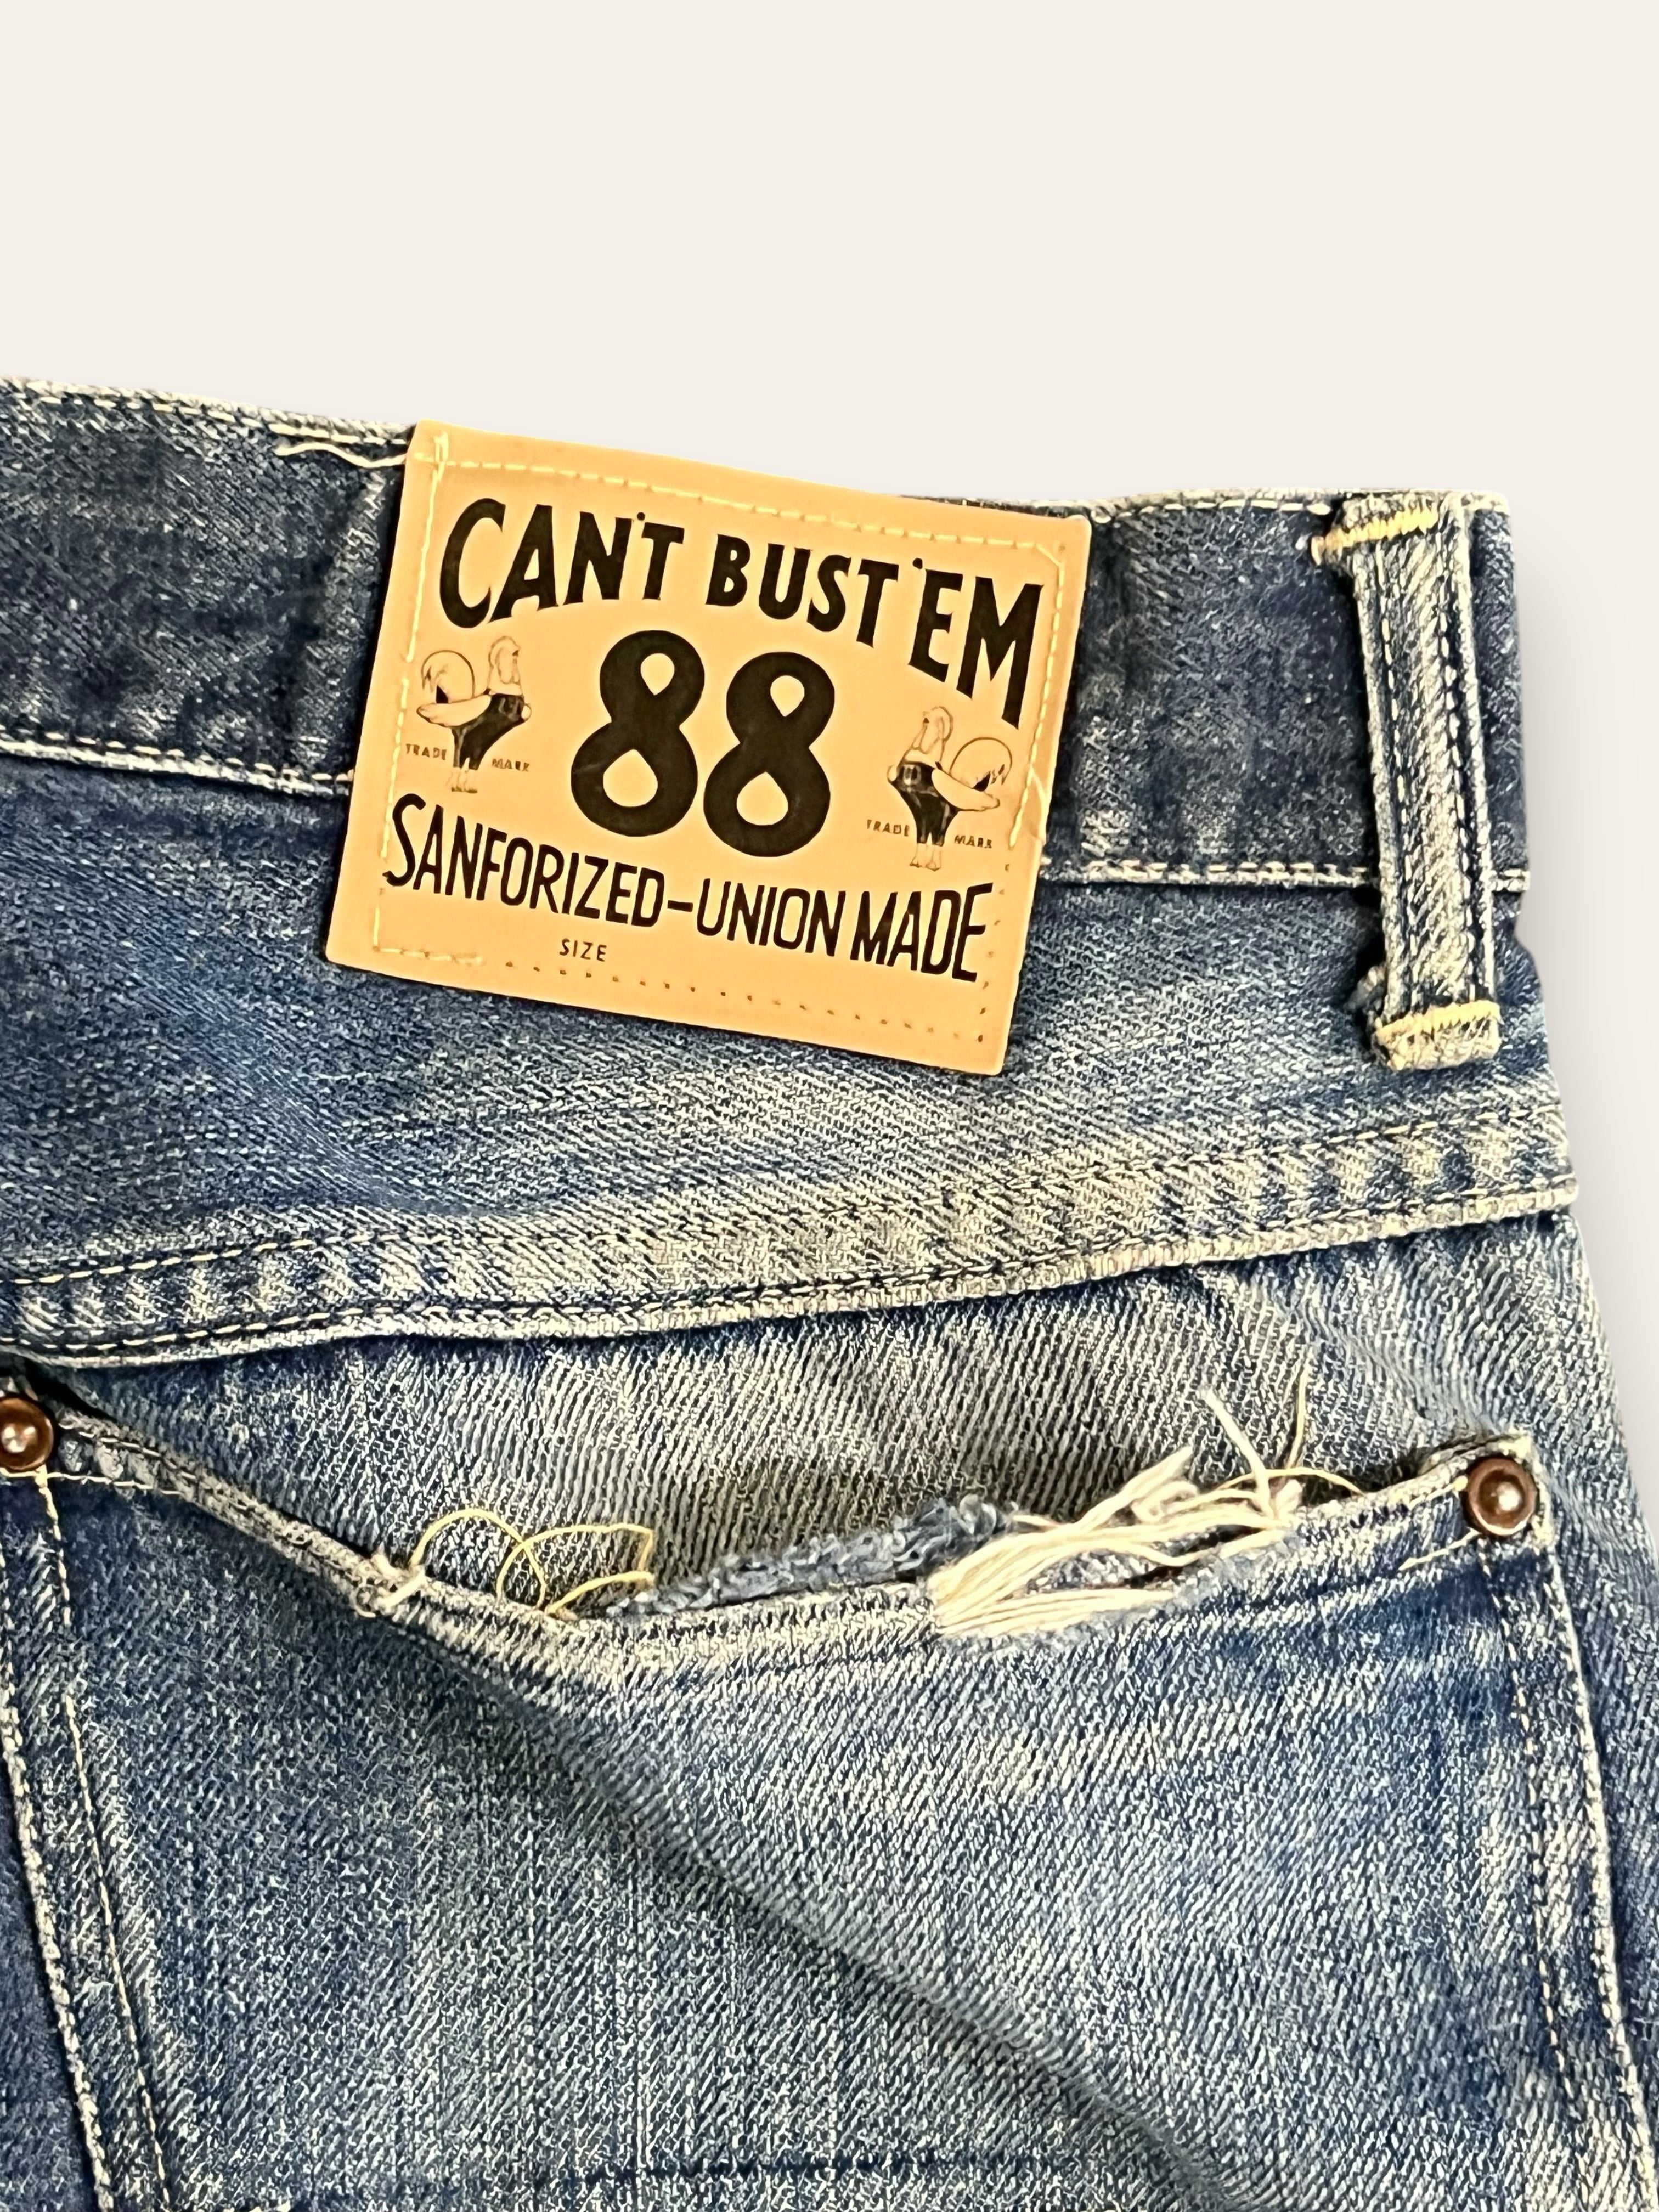 CAN'T BUST 'EM
88
TRADE MARK
TRADE MARK
SANFORIZED-UNION MADE
SIZE